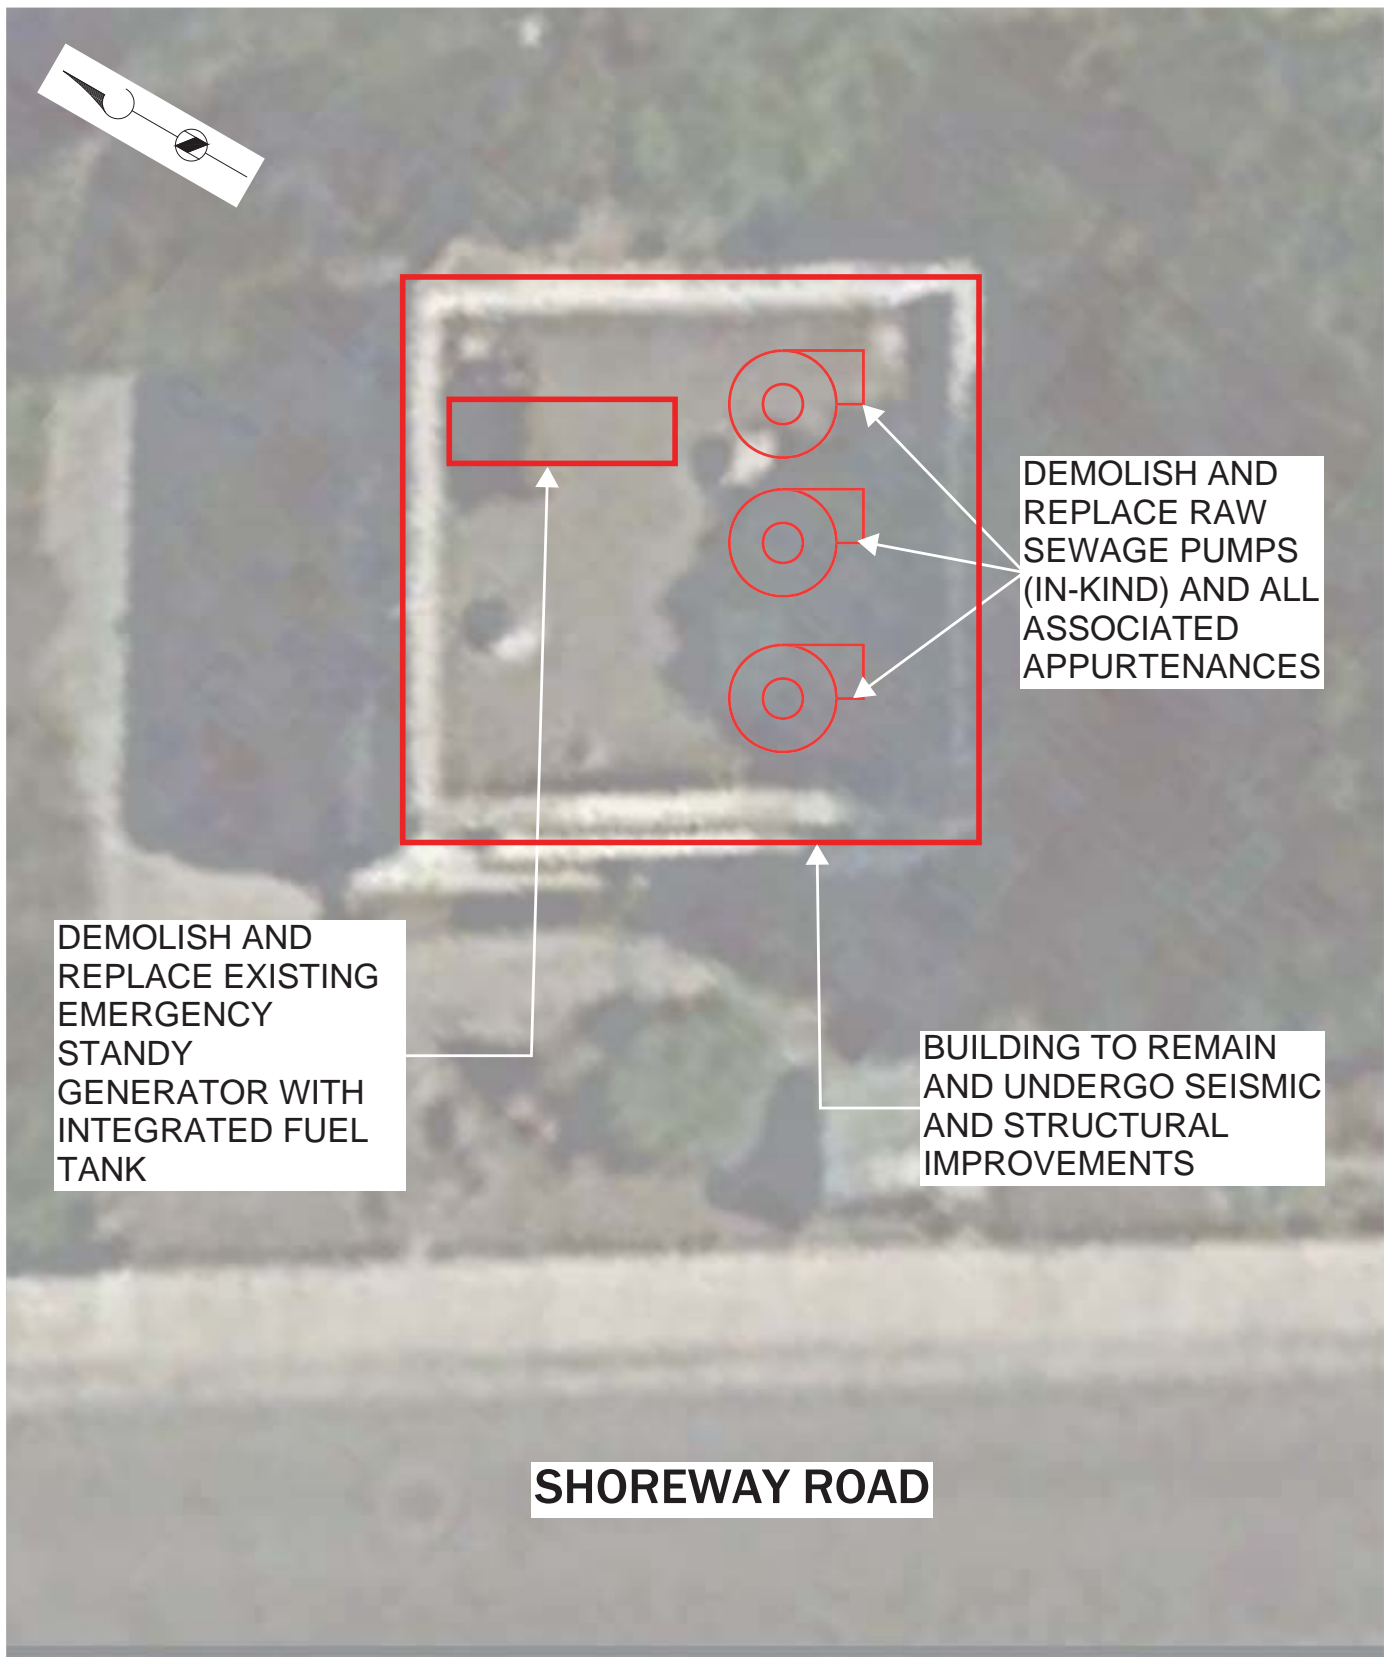 DEMOLISH AND
REPLACE RAW
SEWAGE PUMPS
(IN-KIND) AND ALL
ASSOCIATED
APPURTENANCES
DEMOLISH AND
REPLACE EXISTING
EMERGENCY
STANDY
GENERATOR WITH
INTEGRATED FUEL
TANK
BUILDING TO REMAIN
AND UNDERGO SEISMIC
AND STRUCTURAL
IMPROVEMENTS
SHOREWAY ROAD